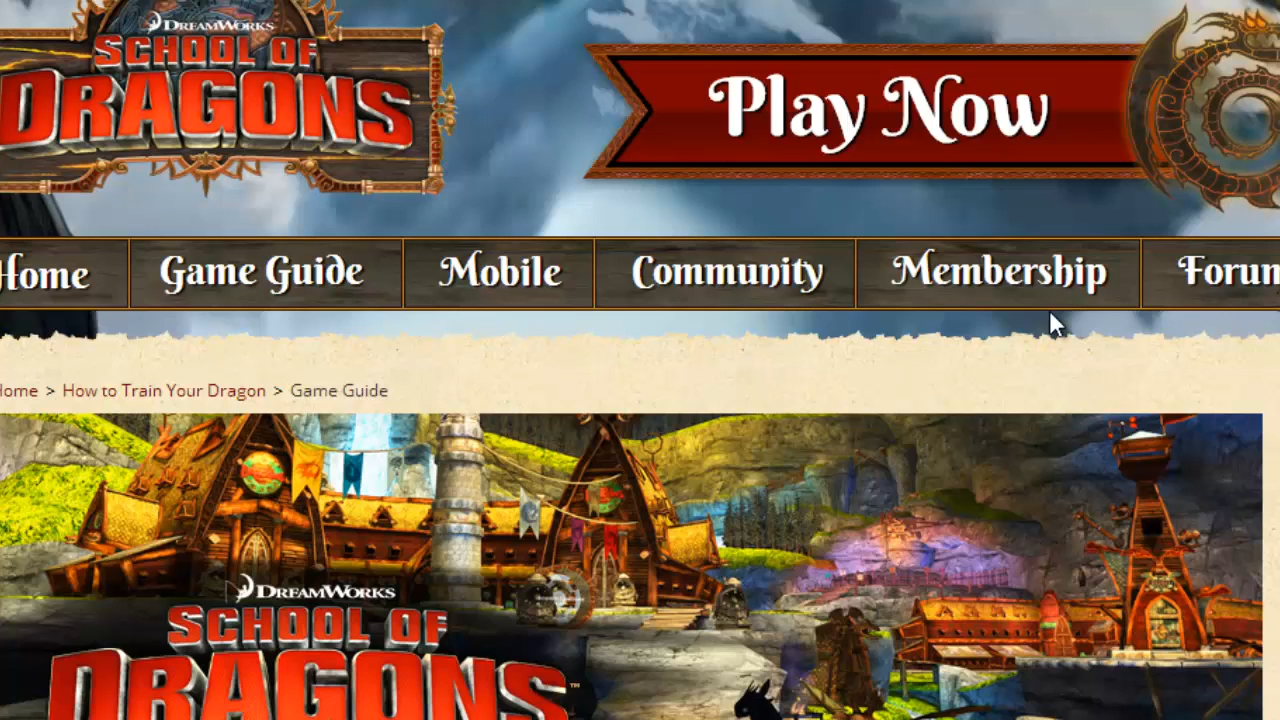 DREAMWORKS
SCHOOL OF
DRAGONS
Play Now
Home
Game Guide
Mobile
Community
Membership
Forum
Home > How to Train Your Dragon > Game Guide
DREAMWORKS
SCHOOL OF
DRAGONS™